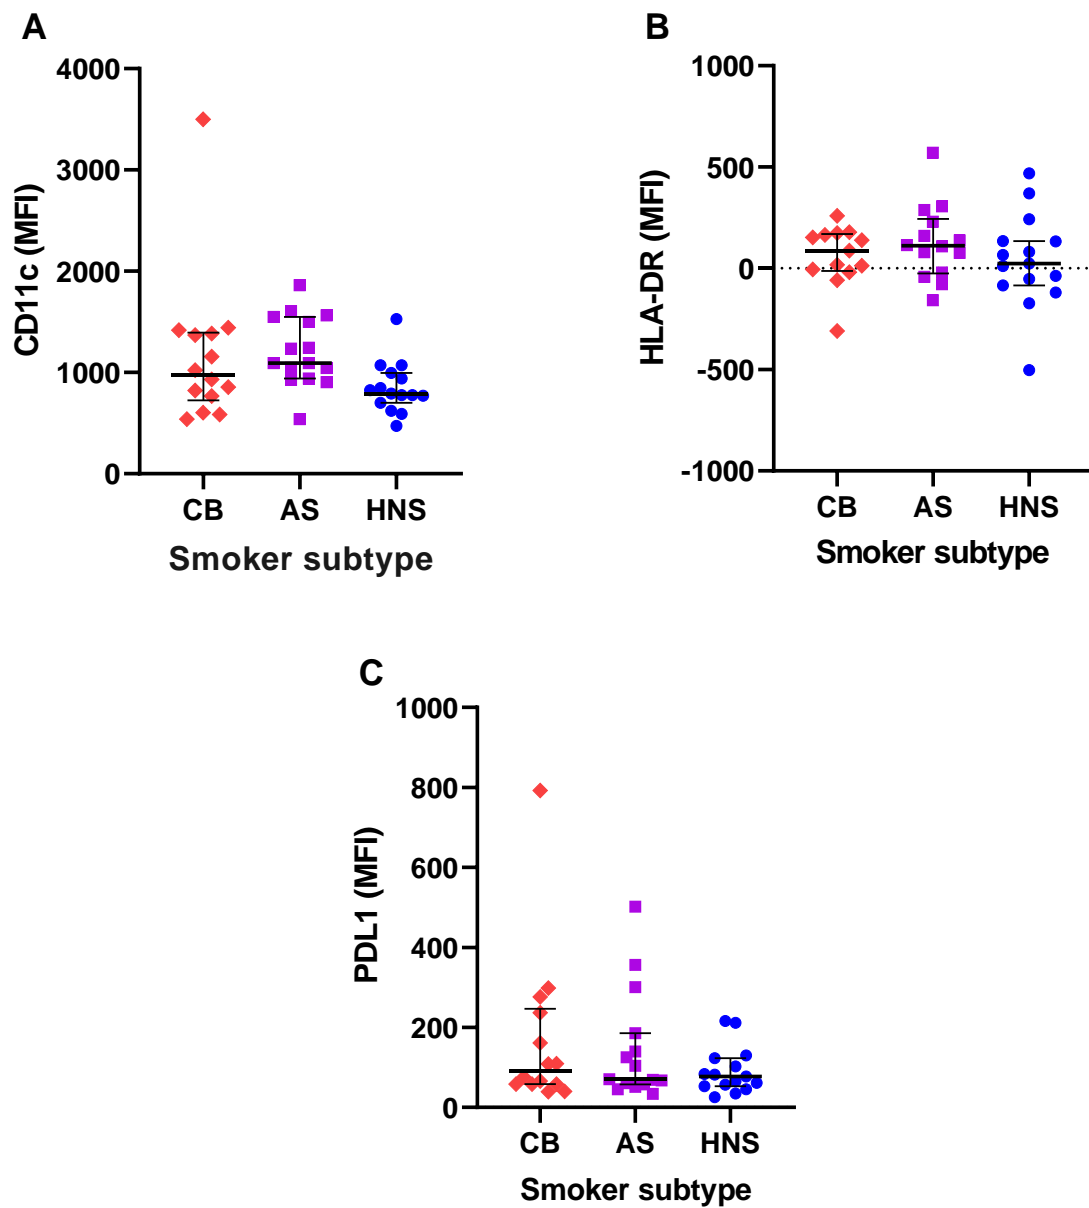 A
4000
3000
2000
1000
0
CD11c (MFI)
CB AS HNS
Smoker subtype
B
1000
500
0
-500
-1000
HLA-DR (MFI)
CB AS HNS
Smoker subtype
C
1000
800
600
400
200
0
PDL1 (MFI)
CB AS HNS
Smoker subtype